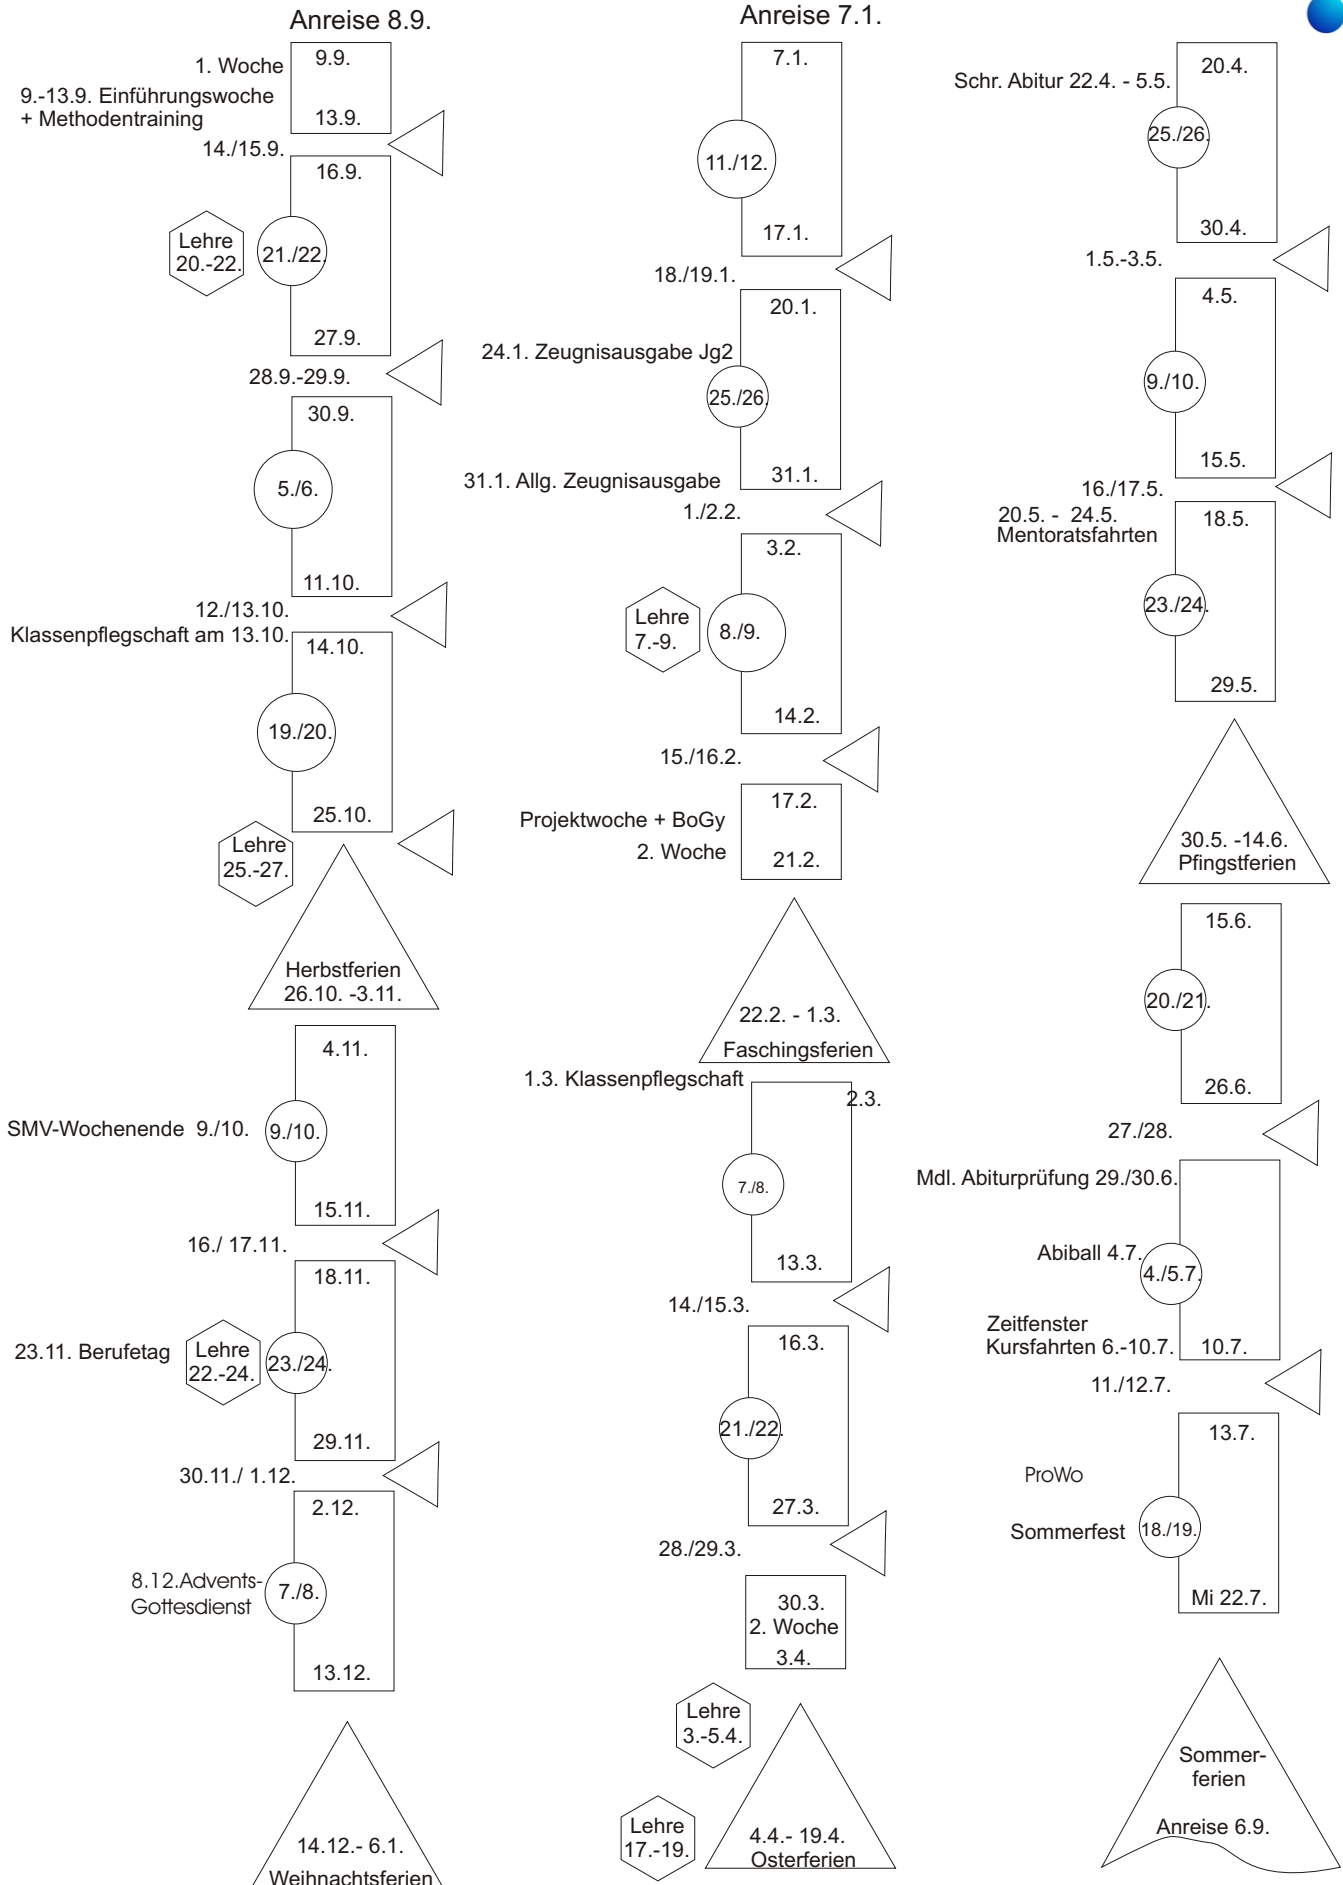 Anreise 8.9.
1. Woche
9.9.
9.-13.9. Einführungswoche
+ Methodentraining
13.9.
14./15.9.
16.9.
Lehre
20.-22.
21./22.
27.9.
28.9.-29.9.
30.9.
5./6.
11.10.
12./13.10.
Klassenpflegschaft am 13.10.
14.10.
19./20.
25.10.
Lehre
25.-27.
Herbstferien
26.10. -3.11.
4.11.
SMV-Wochenende 9./10.
9./10.
15.11.
16./ 17.11.
18.11.
23.11. Berufetag
Lehre
22.-24.
23./24.
29.11.
30.11./ 1.12.
2.12.
8.12.Advents-
Gottesdienst
7./8.
13.12.
14.12.- 6.1.
Weihnachtsferien
Anreise 7.1.
7.1.
11./12.
17.1.
18./19.1.
20.1.
24.1. Zeugnisausgabe Jg2
25./26.
31.1. Allg. Zeugnisausgabe
31.1.
1./2.2.
3.2.
Lehre
7.-9.
8./9.
14.2.
15./16.2.
17.2.
Projektwoche + BoGy
2. Woche
21.2.
22.2. - 1.3.
Faschingsferien
1.3. Klassenpflegschaft
2.3.
7./8.
13.3.
14./15.3.
16.3.
21./22.
27.3.
28./29.3.
30.3.
2. Woche
3.4.
Lehre
3.-5.4.
Lehre
17.-19.
4.4.- 19.4.
Osterferien
20.4.
Schr. Abitur 22.4. - 5.5.
25./26.
30.4.
1.5.-3.5.
4.5.
9./10.
15.5.
16./17.5.
20.5. - 24.5.
Mentoratsfahrten
18.5.
23./24.
29.5.
30.5. -14.6.
Pfingstferien
15.6.
20./21.
26.6.
27./28.
Mdl. Abiturprüfung 29./30.6.
Abiball 4.7.
4./5.7.
Zeitfenster
Kursfahrten 6.-10.7.
10.7.
11./12.7.
13.7.
ProWo
Sommerfest
18./19.
Mi 22.7.
Sommer-
ferien
Anreise 6.9.